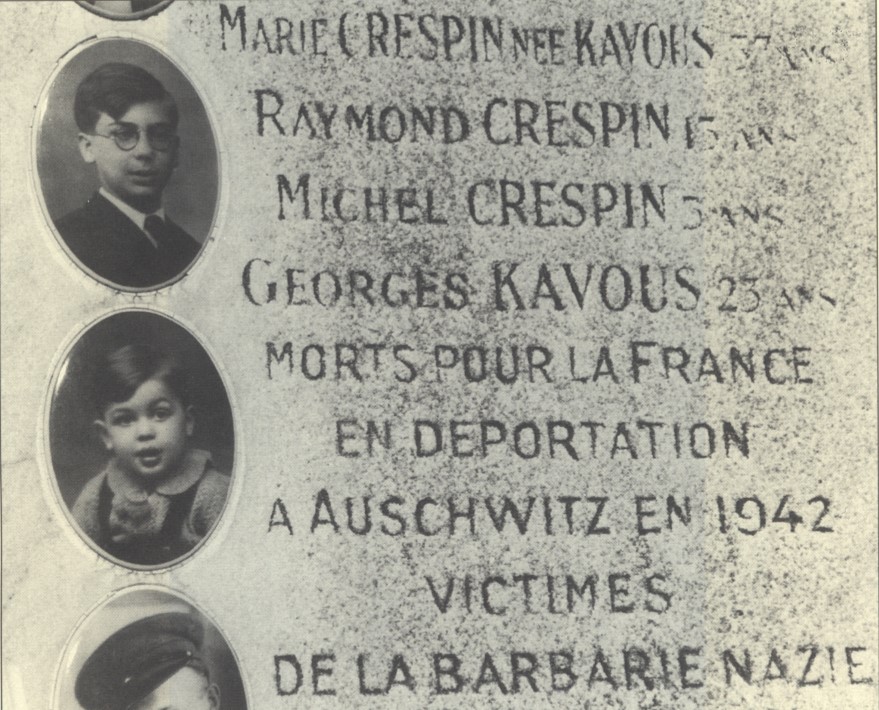 MARIE CRESPIN NEE KAVOUS 37 ANS
RAYMOND CRESPIN 15 ANS
MICHEL CRESPIN 5 ANS
GEORGES KAVOUS 23 ANS
MORTS POUR LA FRANCE
EN DEPORTATION
A AUSCHWITZ EN 1942
VICTIMES
DE LA BARBARIE NAZIE